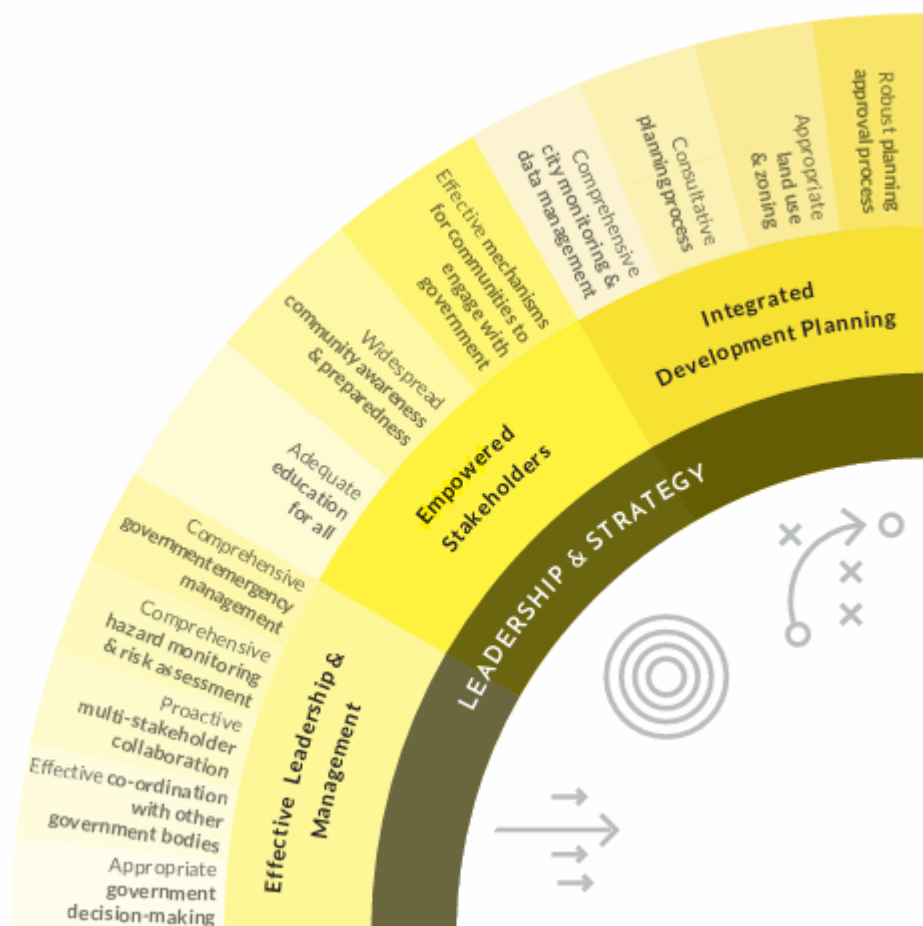 Robust planning
approval process
Appropriate
land use
& zoning
Consultative
planning process
Comprehensive
city monitoring &
data management
Integrated
Development Planning
Effective mechanisms
for communities to
engage with
government
Widespread
community awareness
& preparedness
Adequate
education
for all
Empowered
Stakeholders
LEADERSHIP & STRATEGY
Comprehensive
government emergency
management
Comprehensive
hazard monitoring
& risk assessment
Proactive
multi-stakeholder
collaboration
Effective co-ordination
with other
government bodies
Appropriate
government
decision-making
Effective Leadership &
Management